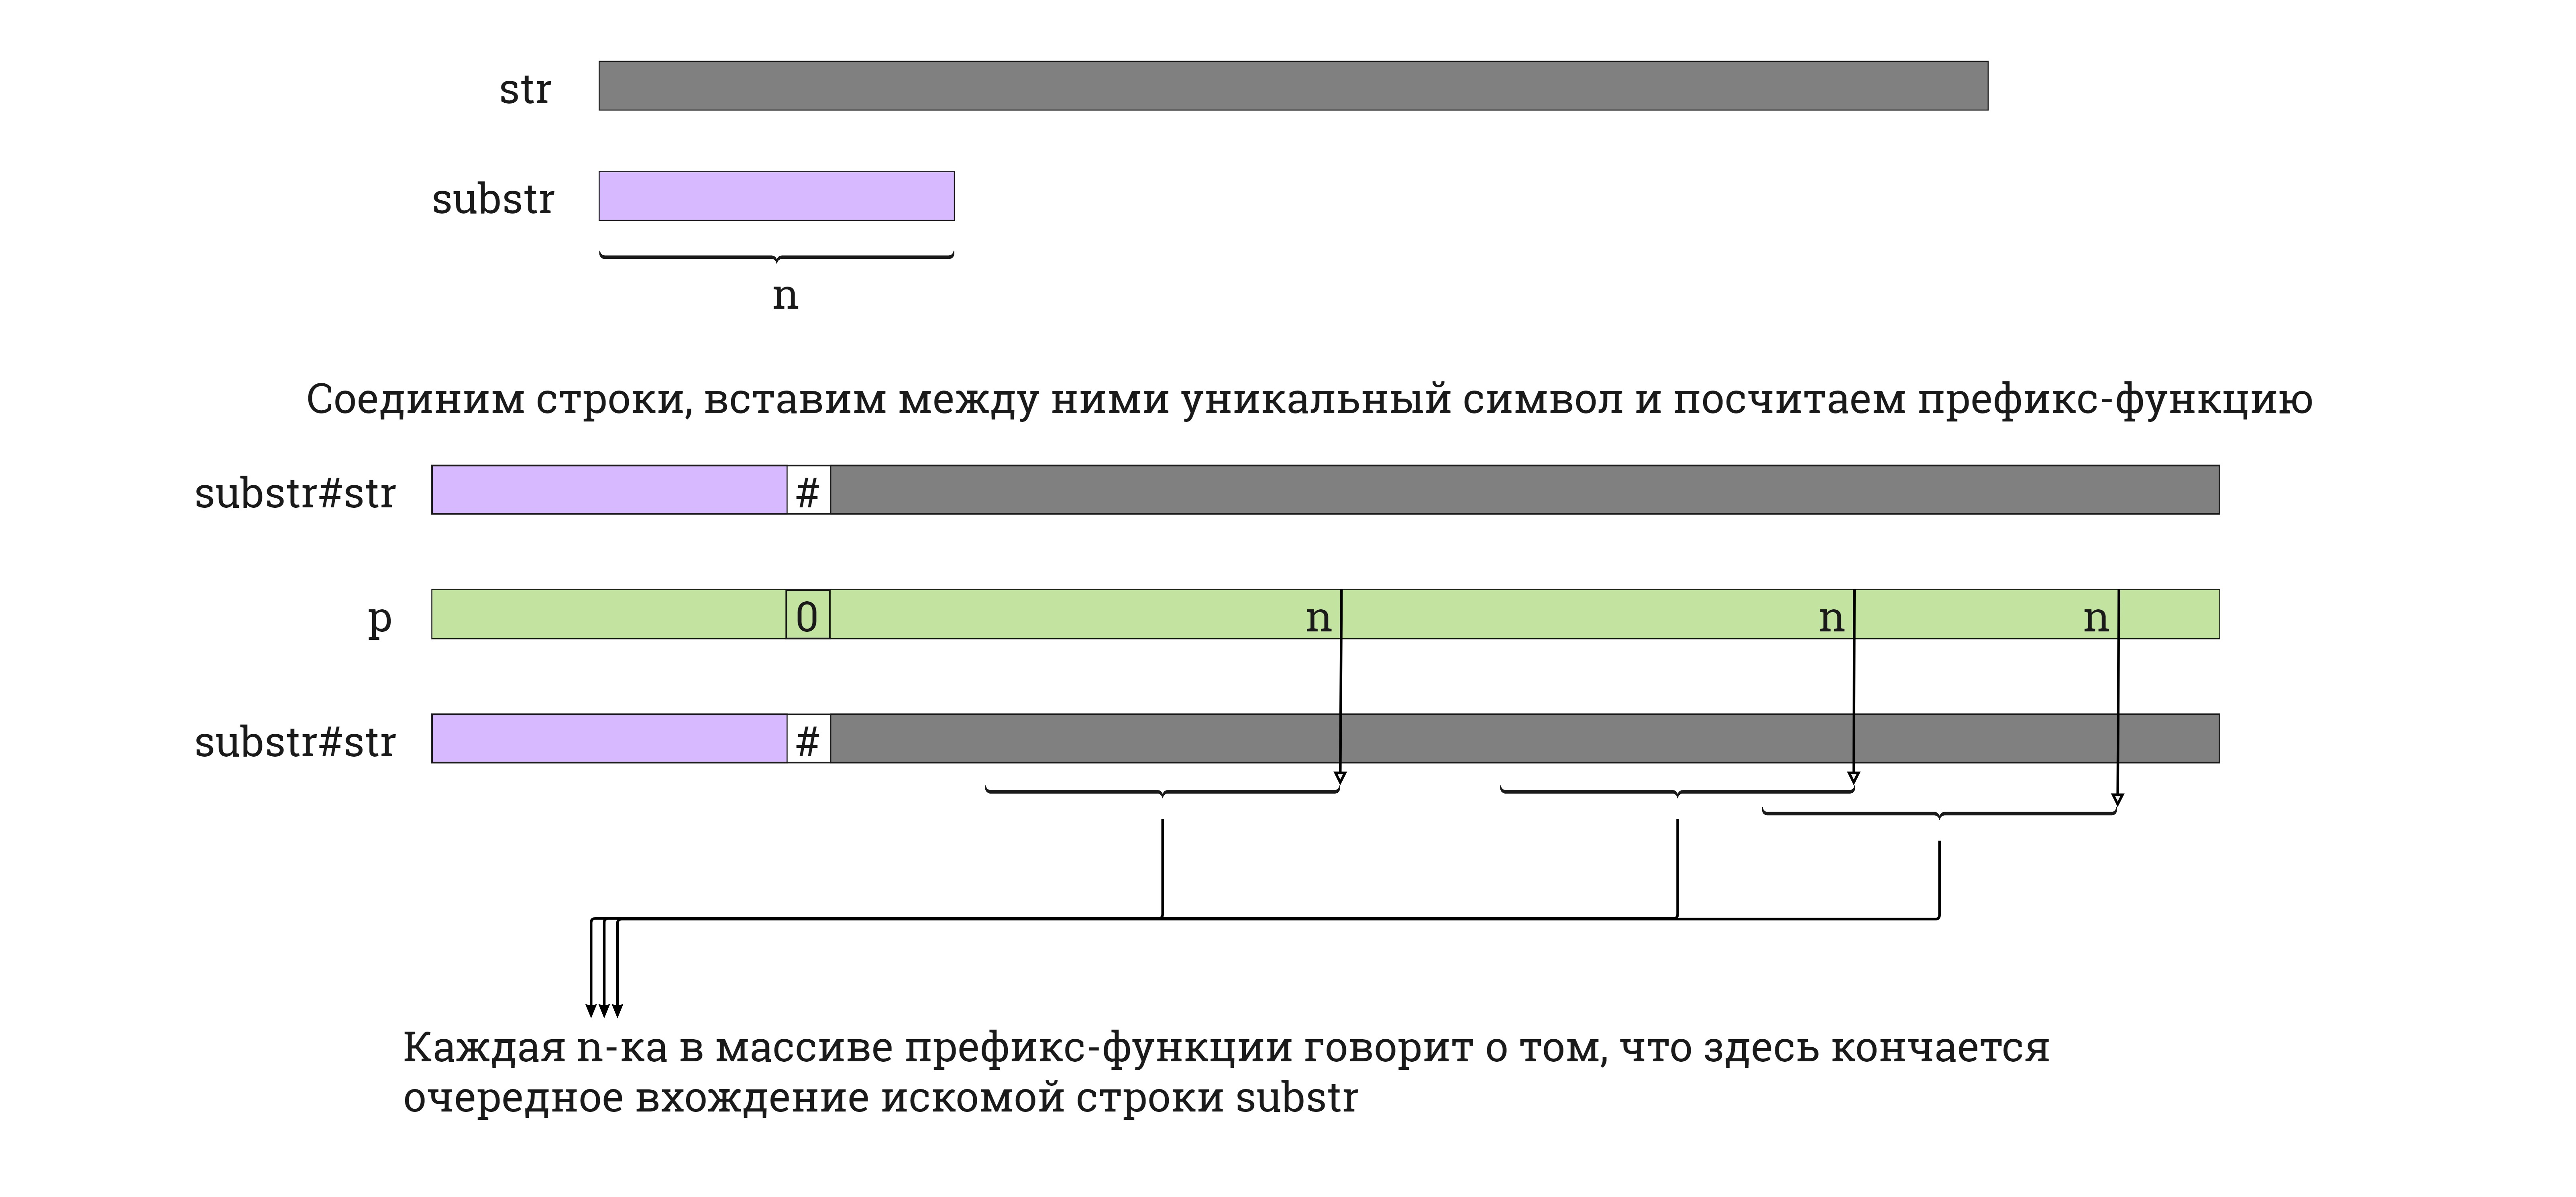 str
substr
n
Соединим строки, вставим между ними уникальный символ и посчитаем префикс-функцию
substr#str #
p 0 n n n
substr#str #
Каждая n-ка в массиве префикс-функции говорит о том, что здесь кончается
очередное вхождение искомой строки substr